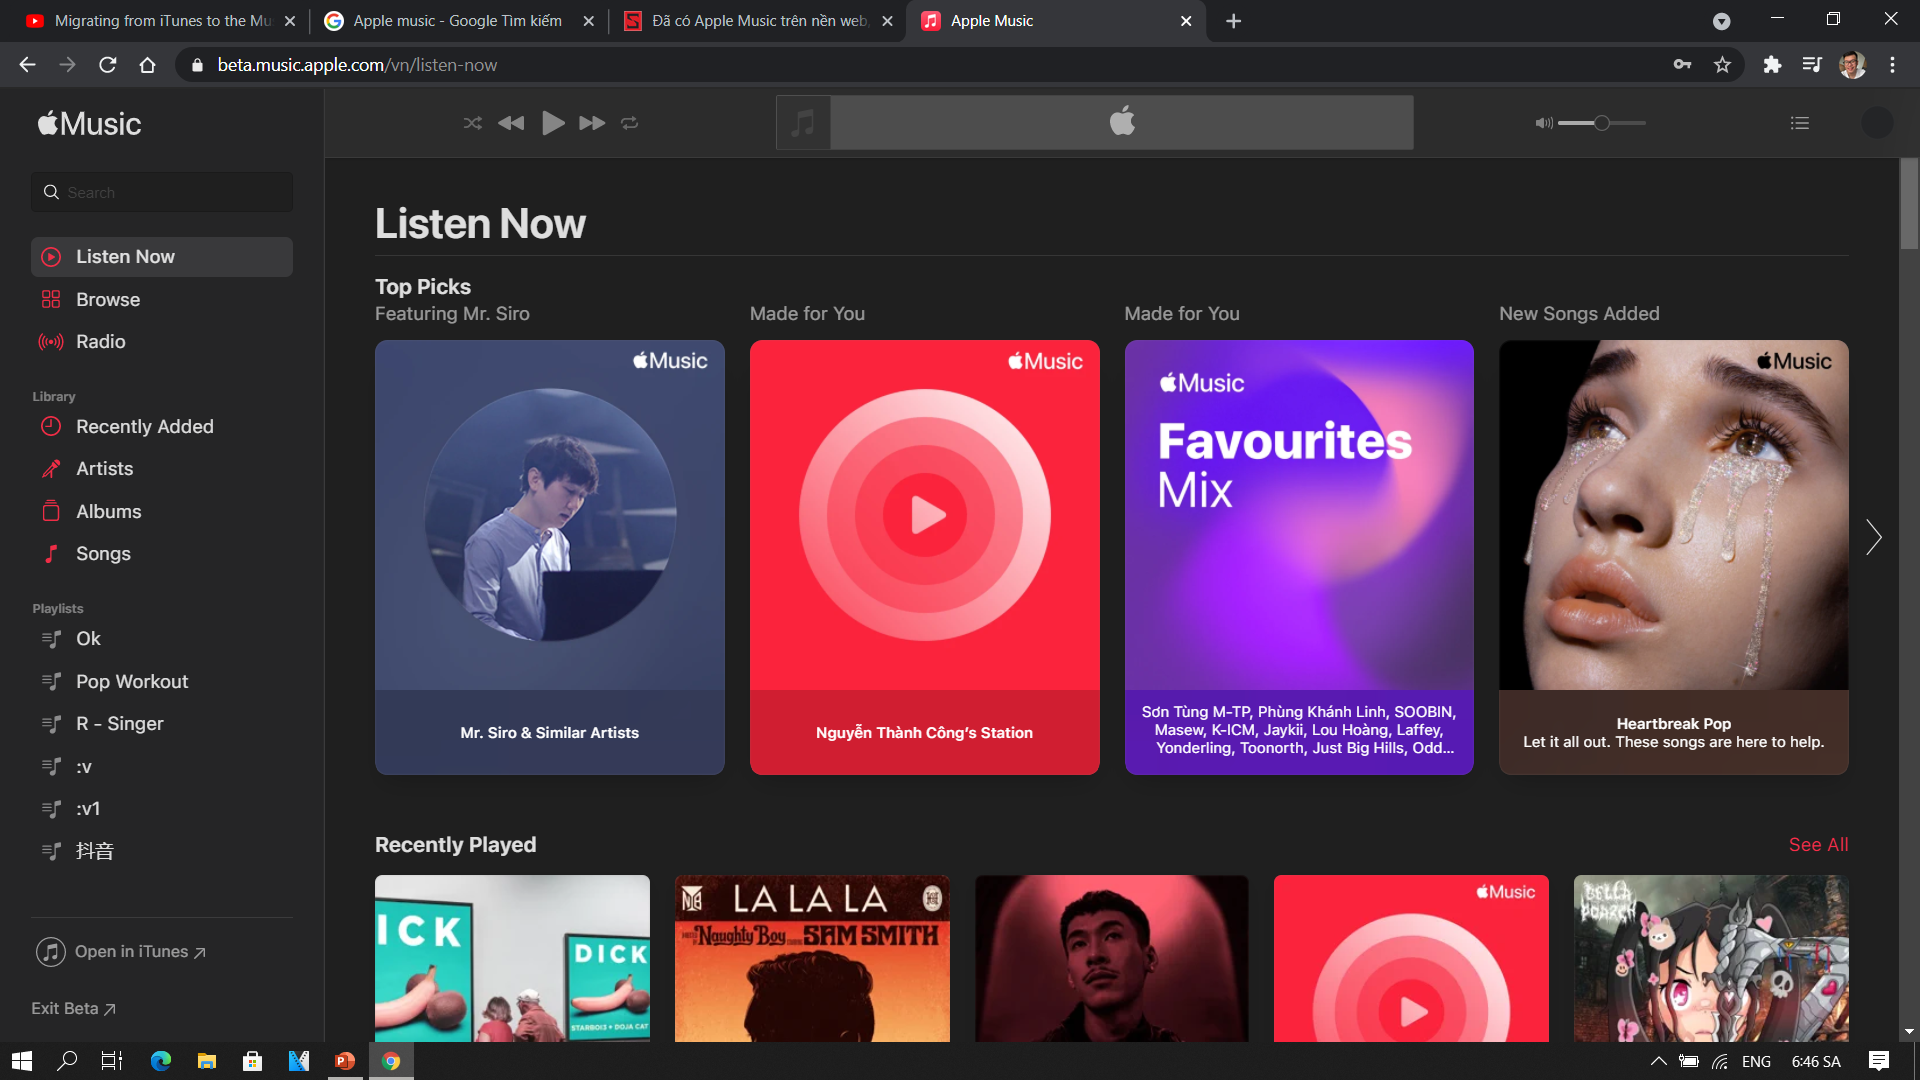 Migrating from iTunes to the Mu
Apple music - Google Tìm kiếm
Đã có Apple Music trên nền web,
Apple Music
beta.music.apple.com/vn/listen-now
Music
Search
Listen Now
Browse
Radio
Library
Recently Added
Artists
Albums
Songs
Playlists
Ok
Pop Workout
R - Singer
:v
:v1
抖音
Open in iTunes
Exit Beta
Listen Now
Top Picks
Featuring Mr. Siro
Music
Mr. Siro & Similar Artists
Made for You
Music
Nguyễn Thành Công's Station
Made for You
Music
Favourites
Mix
Sơn Tùng M-TP, Phùng Khánh Linh, SOOBIN,
Masew, K-ICM, Jaykii, Lou Hoàng, Laffey,
Yonderling, Toonorth, Just Big Hills, Odd...
New Songs Added
Music
Heartbreak Pop
Let it all out. These songs are here to help.
Recently Played
See All
DICK
DICK
STARBOI3 + DOJA CAT
LA LA LA
Naughty Boy
SAM SMITH
Music
BELLA
POARCH
ENG
6:46 SA